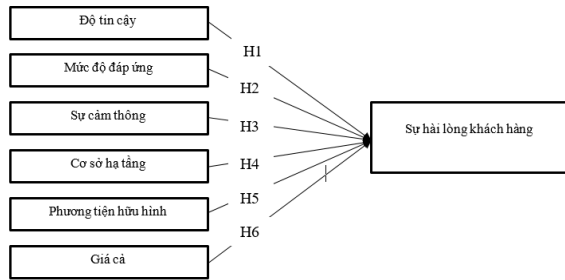 Độ tin cậy
H1
Mức độ đáp ứng
H2
Sự cảm thông
H3
Sự hài lòng khách hàng
Cơ sở hạ tầng
H4
Phương tiện hữu hình
H5
H6
Giá cả